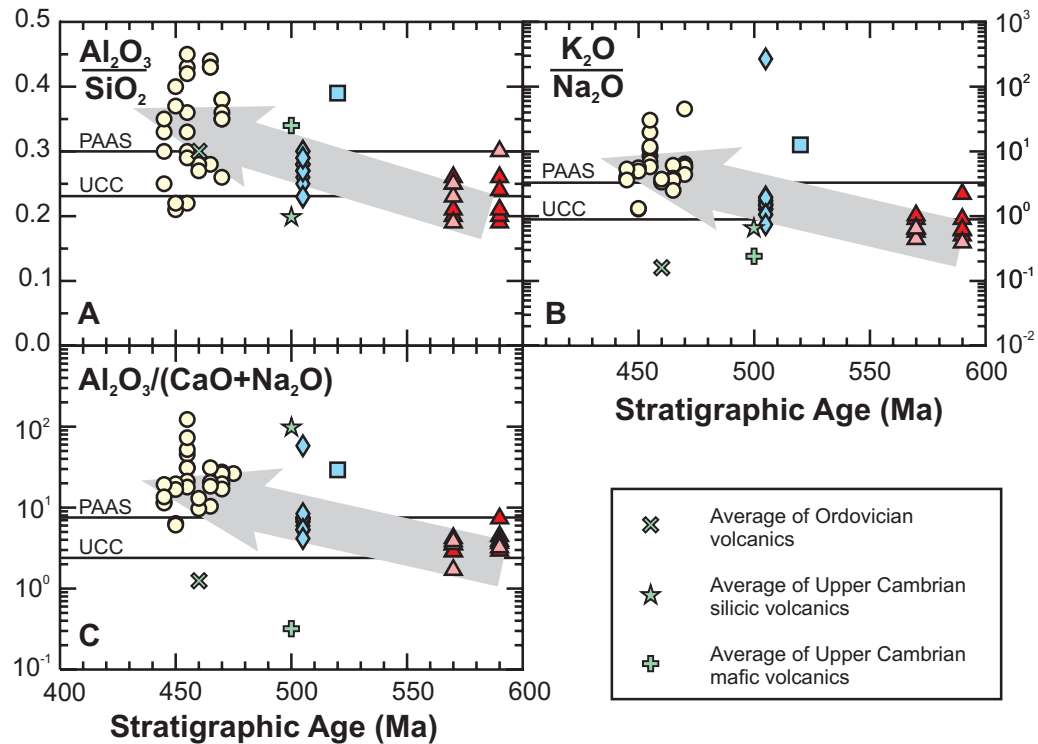 0.5
0.4
0.3
0.2
0.1
0.0
Al₂O₃
SiO₂
PAAS
UCC
A
K₂O
Na₂O
PAAS
UCC
B
10³
10²
10¹
10⁰
10⁻¹
10⁻²
450 500 550 600
Stratigraphic Age (Ma)
Al₂O₃/(CaO+Na₂O)
10²
10¹
10⁰
10⁻¹
PAAS
UCC
C
400 450 500 550 600
Stratigraphic Age (Ma)
Average of Ordovician
volcanics
Average of Upper Cambrian
silicic volcanics
Average of Upper Cambrian
mafic volcanics